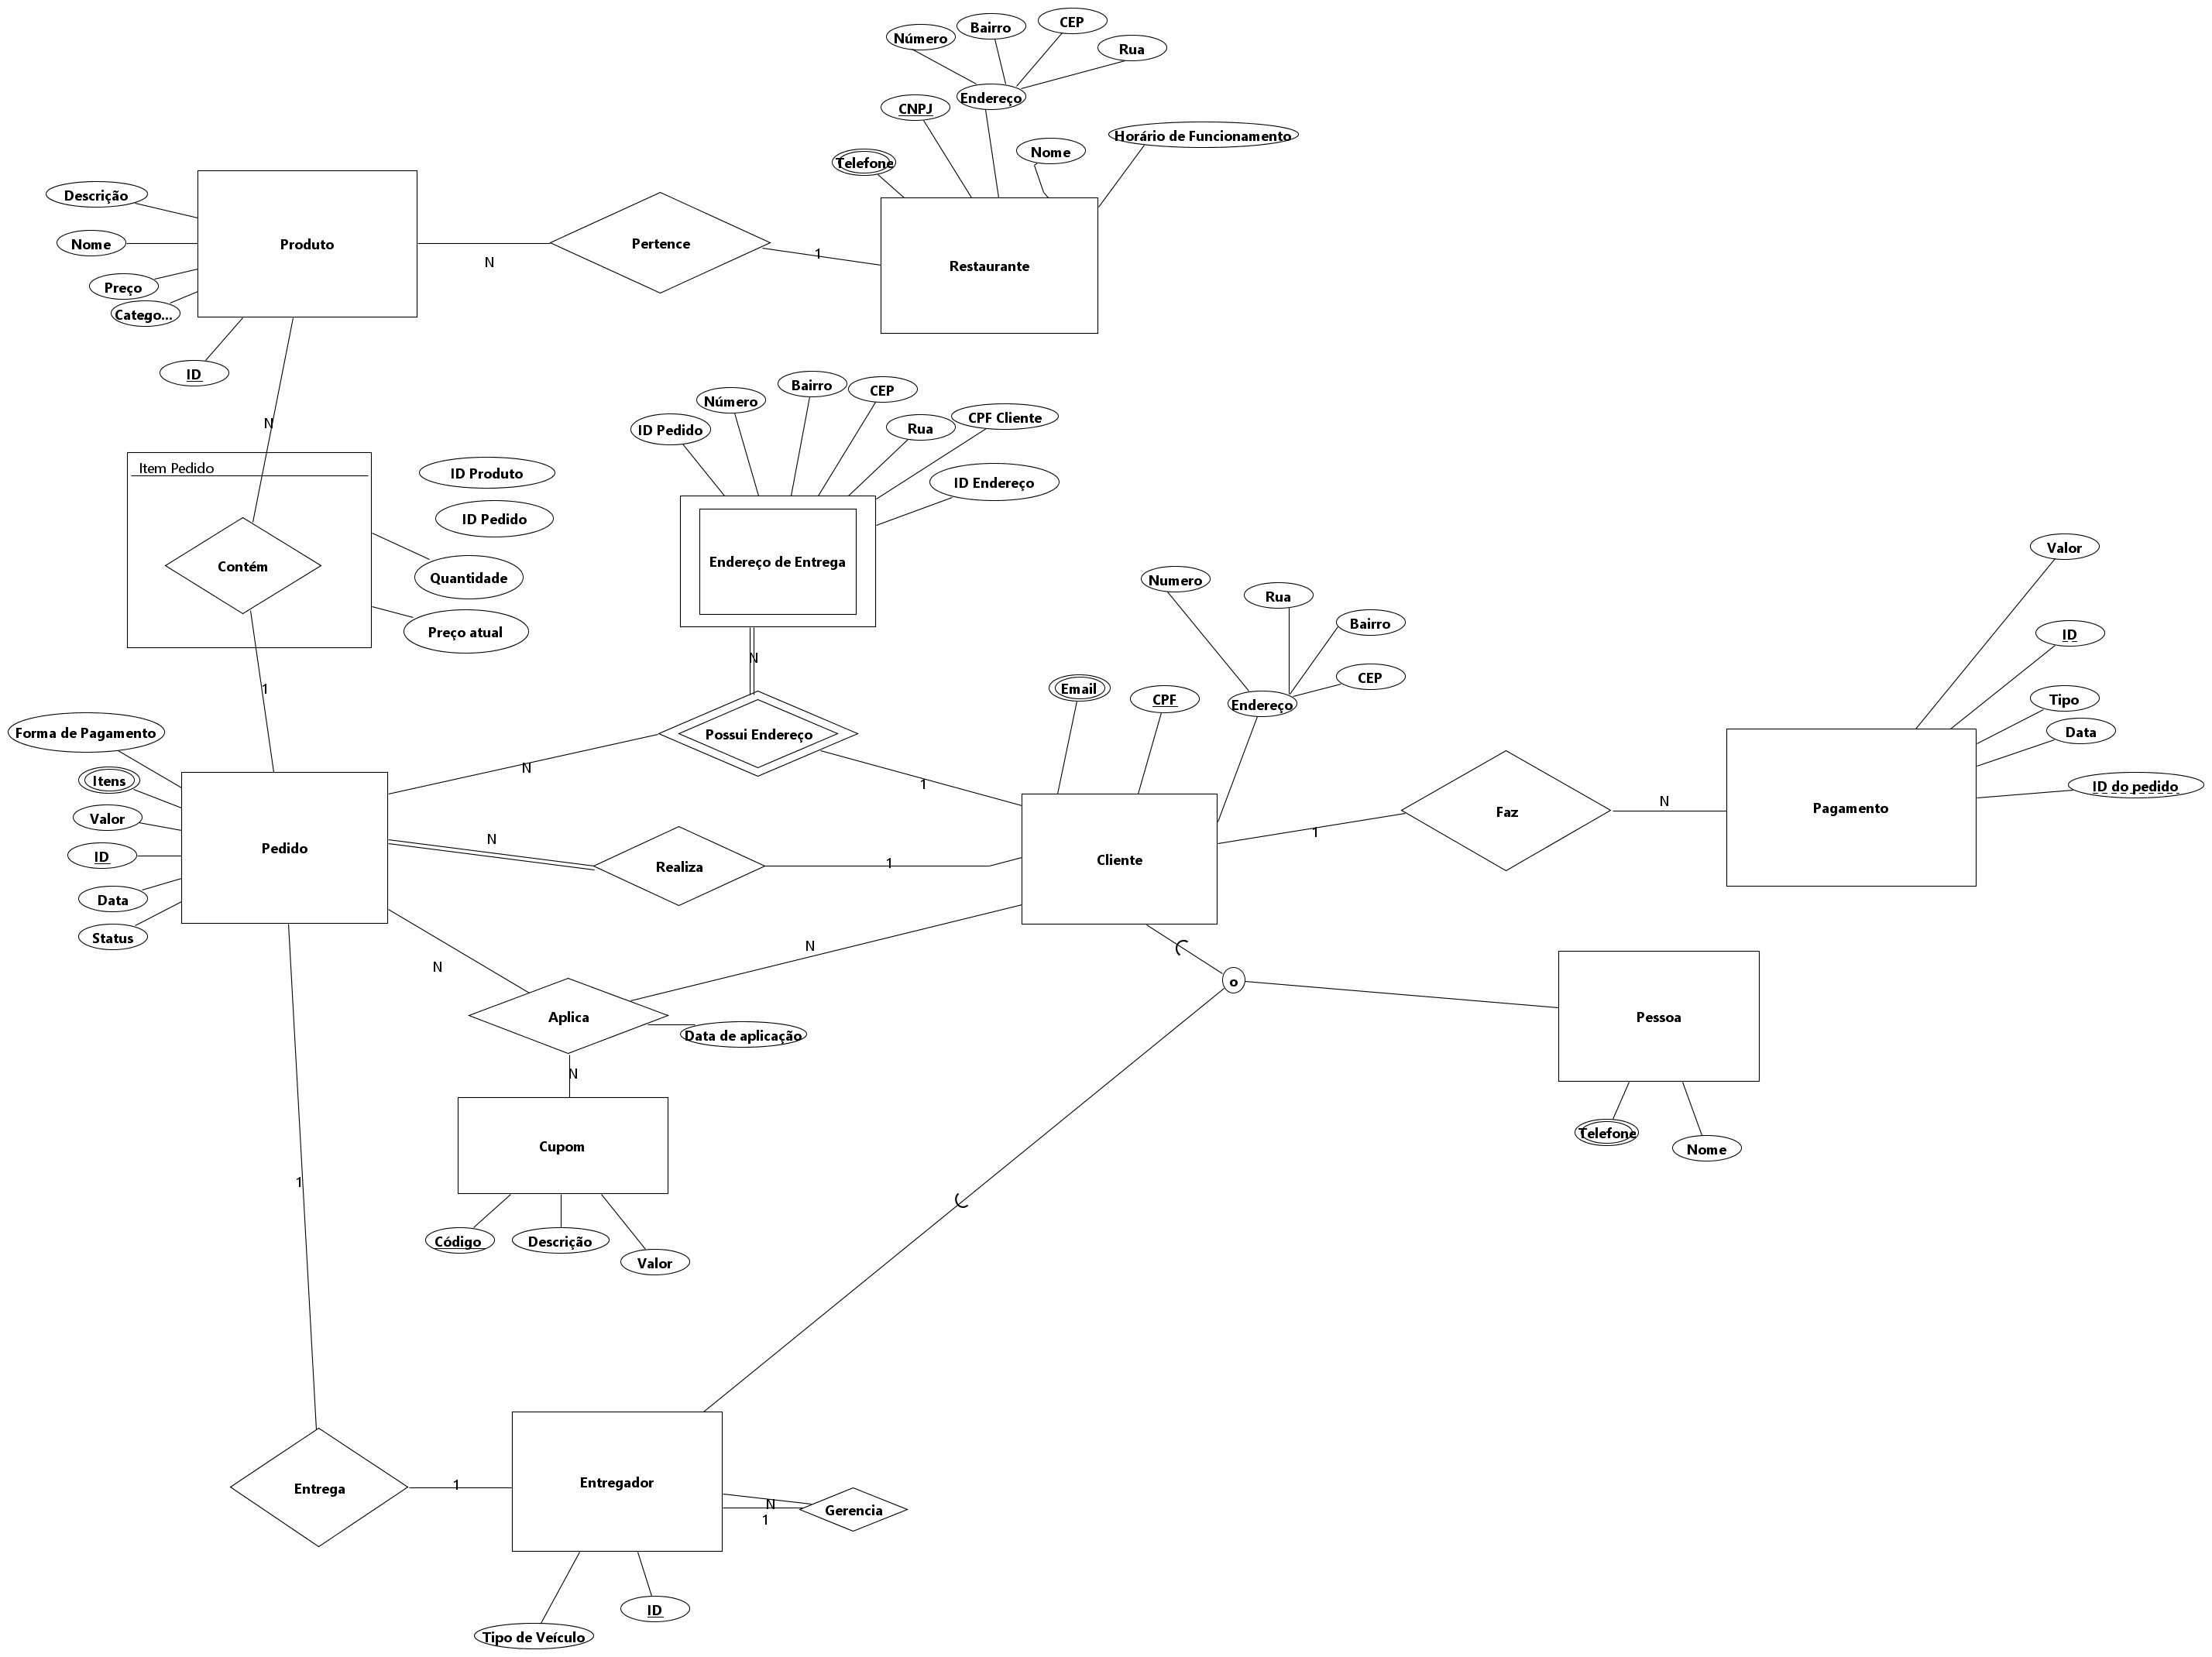 Número
Bairro
CEP
Rua
Endereço
CNPJ
Telefone
Nome
Horário de Funcionamento
Restaurante
Descrição
Nome
Preço
Catego...
ID
Produto
N
Pertence
1
N
Item Pedido
Contém
ID Produto
ID Pedido
Quantidade
Preço atual
1
ID Pedido
Número
Bairro
CEP
Rua
CPF Cliente
ID Endereço
Endereço de Entrega
N
Possui Endereço
N
1
Forma de Pagamento
Itens
Valor
ID
Data
Status
Pedido
N
Realiza
1
Email
CPF
Numero
Rua
Bairro
CEP
Endereço
Cliente
1
Faz
N
Valor
ID
Tipo
Data
ID do pedido
Pagamento
N
N
Aplica
Data de aplicação
N
Cupom
Código
Descrição
Valor
o
Pessoa
Telefone
Nome
1
Entrega
1
Entregador
N
1
Gerencia
Tipo de Veículo
ID